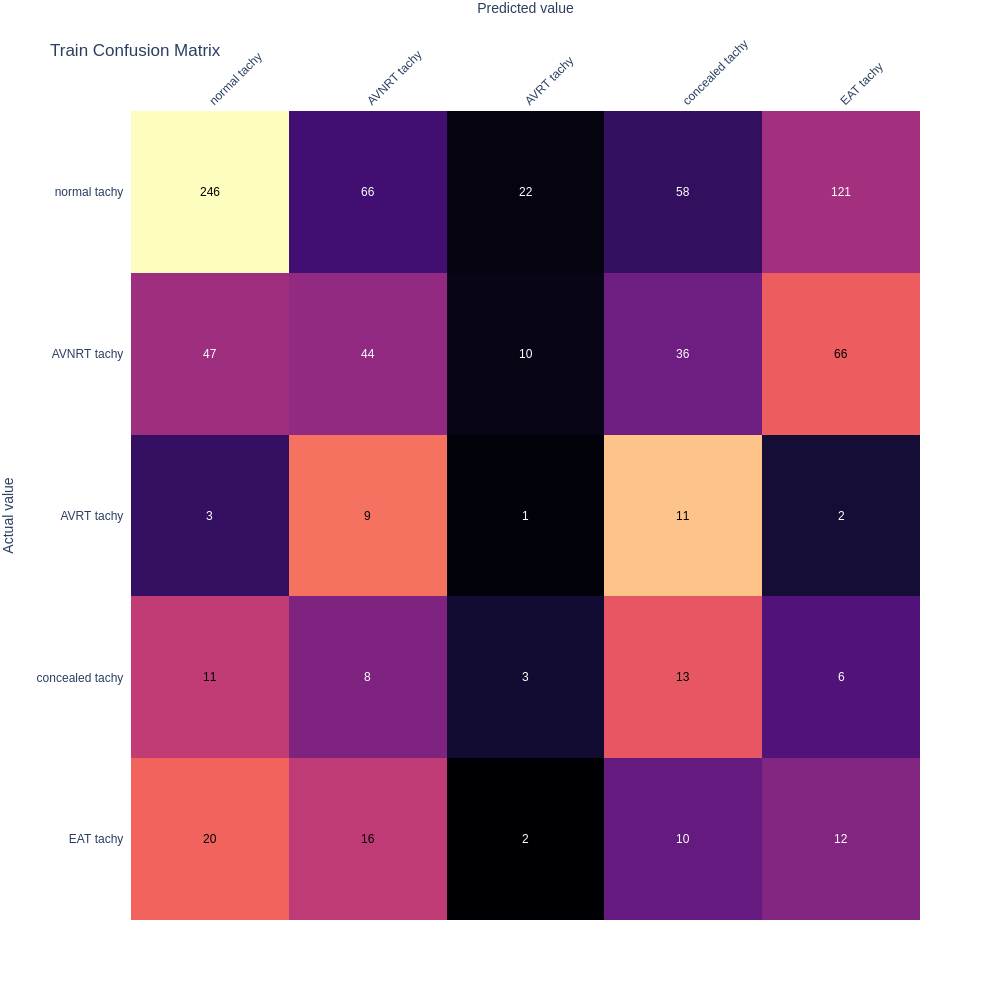 Predicted value
Train Confusion Matrix
normal tachy
AVNRT tachy
AVRT tachy
concealed tachy
EAT tachy
normal tachy 246 66 22 58 121
AVNRT tachy 47 44 10 36 66
AVRT tachy 3 9 1 11 2
Actual value
concealed tachy 11 8 3 13 6
EAT tachy 20 16 2 10 12